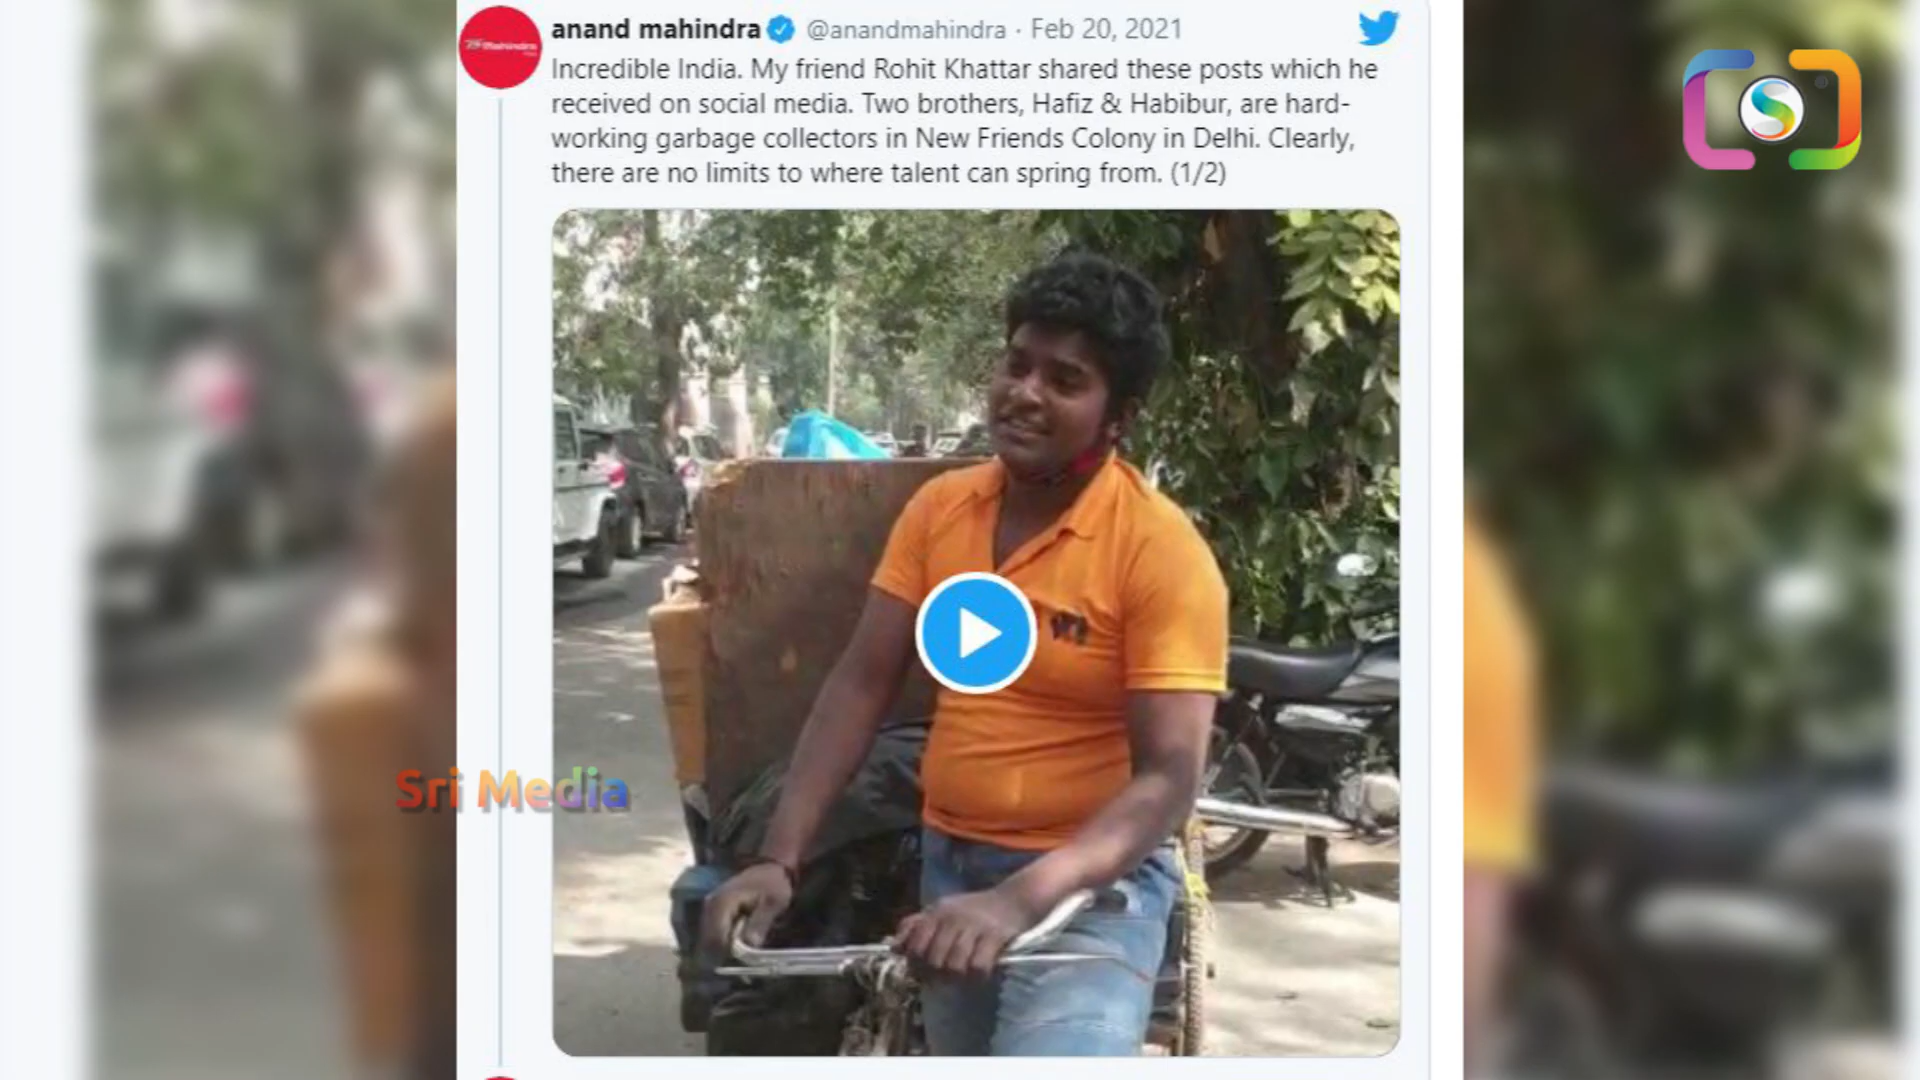 anand mahindra @anandmahindra · Feb 20, 2021
Incredible India. My friend Rohit Khattar shared these posts which he
received on social media. Two brothers, Hafiz & Habibur, are hard-
working garbage collectors in New Friends Colony in Delhi. Clearly,
there are no limits to where talent can spring from. (1/2)
mahindra
S
Sri Media